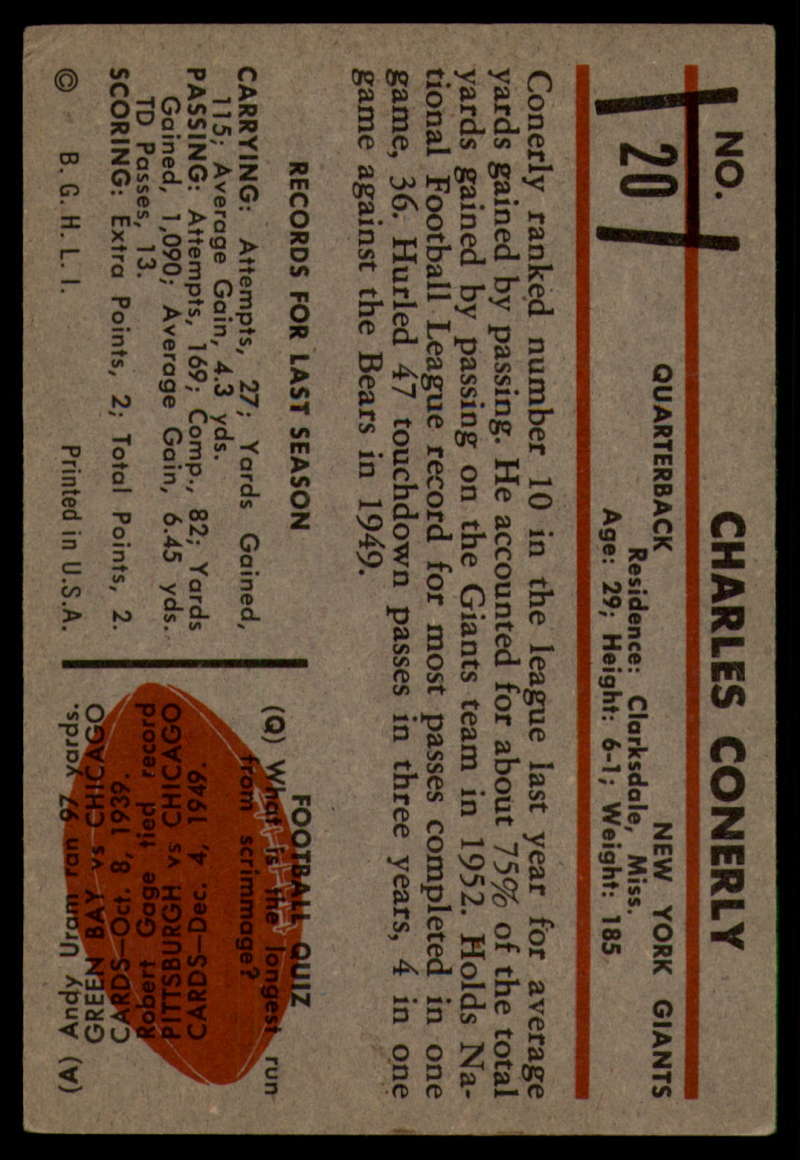 NO.
20
CHARLES CONERLY
QUARTERBACK NEW YORK GIANTS
Residence: Clarksdale, Miss.
Age: 29; Height: 6-1; Weight: 185
Conerly ranked number 10 in the league last year for average
yards gained by passing. He accounted for about 75% of the total
yards gained by passing on the Giants team in 1952. Holds Na-
tional Football League record for most passes completed in one
game, 36. Hurled 47 touchdown passes in three years, 4 in one
game against the Bears in 1949.
RECORDS FOR LAST SEASON
CARRYING: Attempts, 27; Yards Gained,
115; Average Gain, 4.3 yds.
PASSING: Attempts, 169; Comp., 82; Yards
Gained, 1,090; Average Gain, 6.45 yds.
TD Passes, 13.
SCORING: Extra Points, 2; Total Points, 2.
© B. G. H. L. I. Printed in U.S.A.
FOOTBALL QUIZ
(Q) What is the longest run
from scrimmage?
CARDS—Dec. 4, 1949.
PITTSBURGH vs CHICAGO
Robert Gage tied record
CARDS—Oct. 8, 1939.
GREEN BAY vs CHICAGO
(A) Andy Uram ran 97 yards.